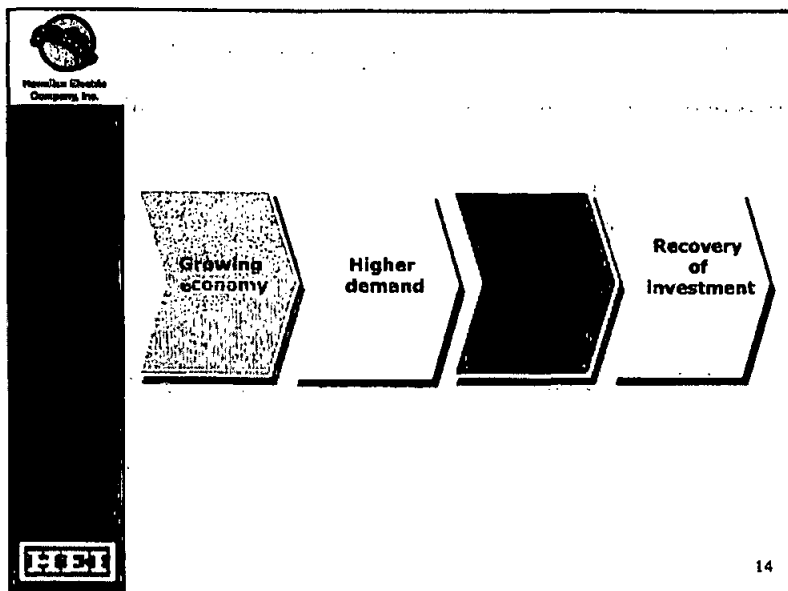 Hawaiian Electric
Company, Inc.
Growing
economy
Higher
demand
Recovery
of
investment
HEI
14